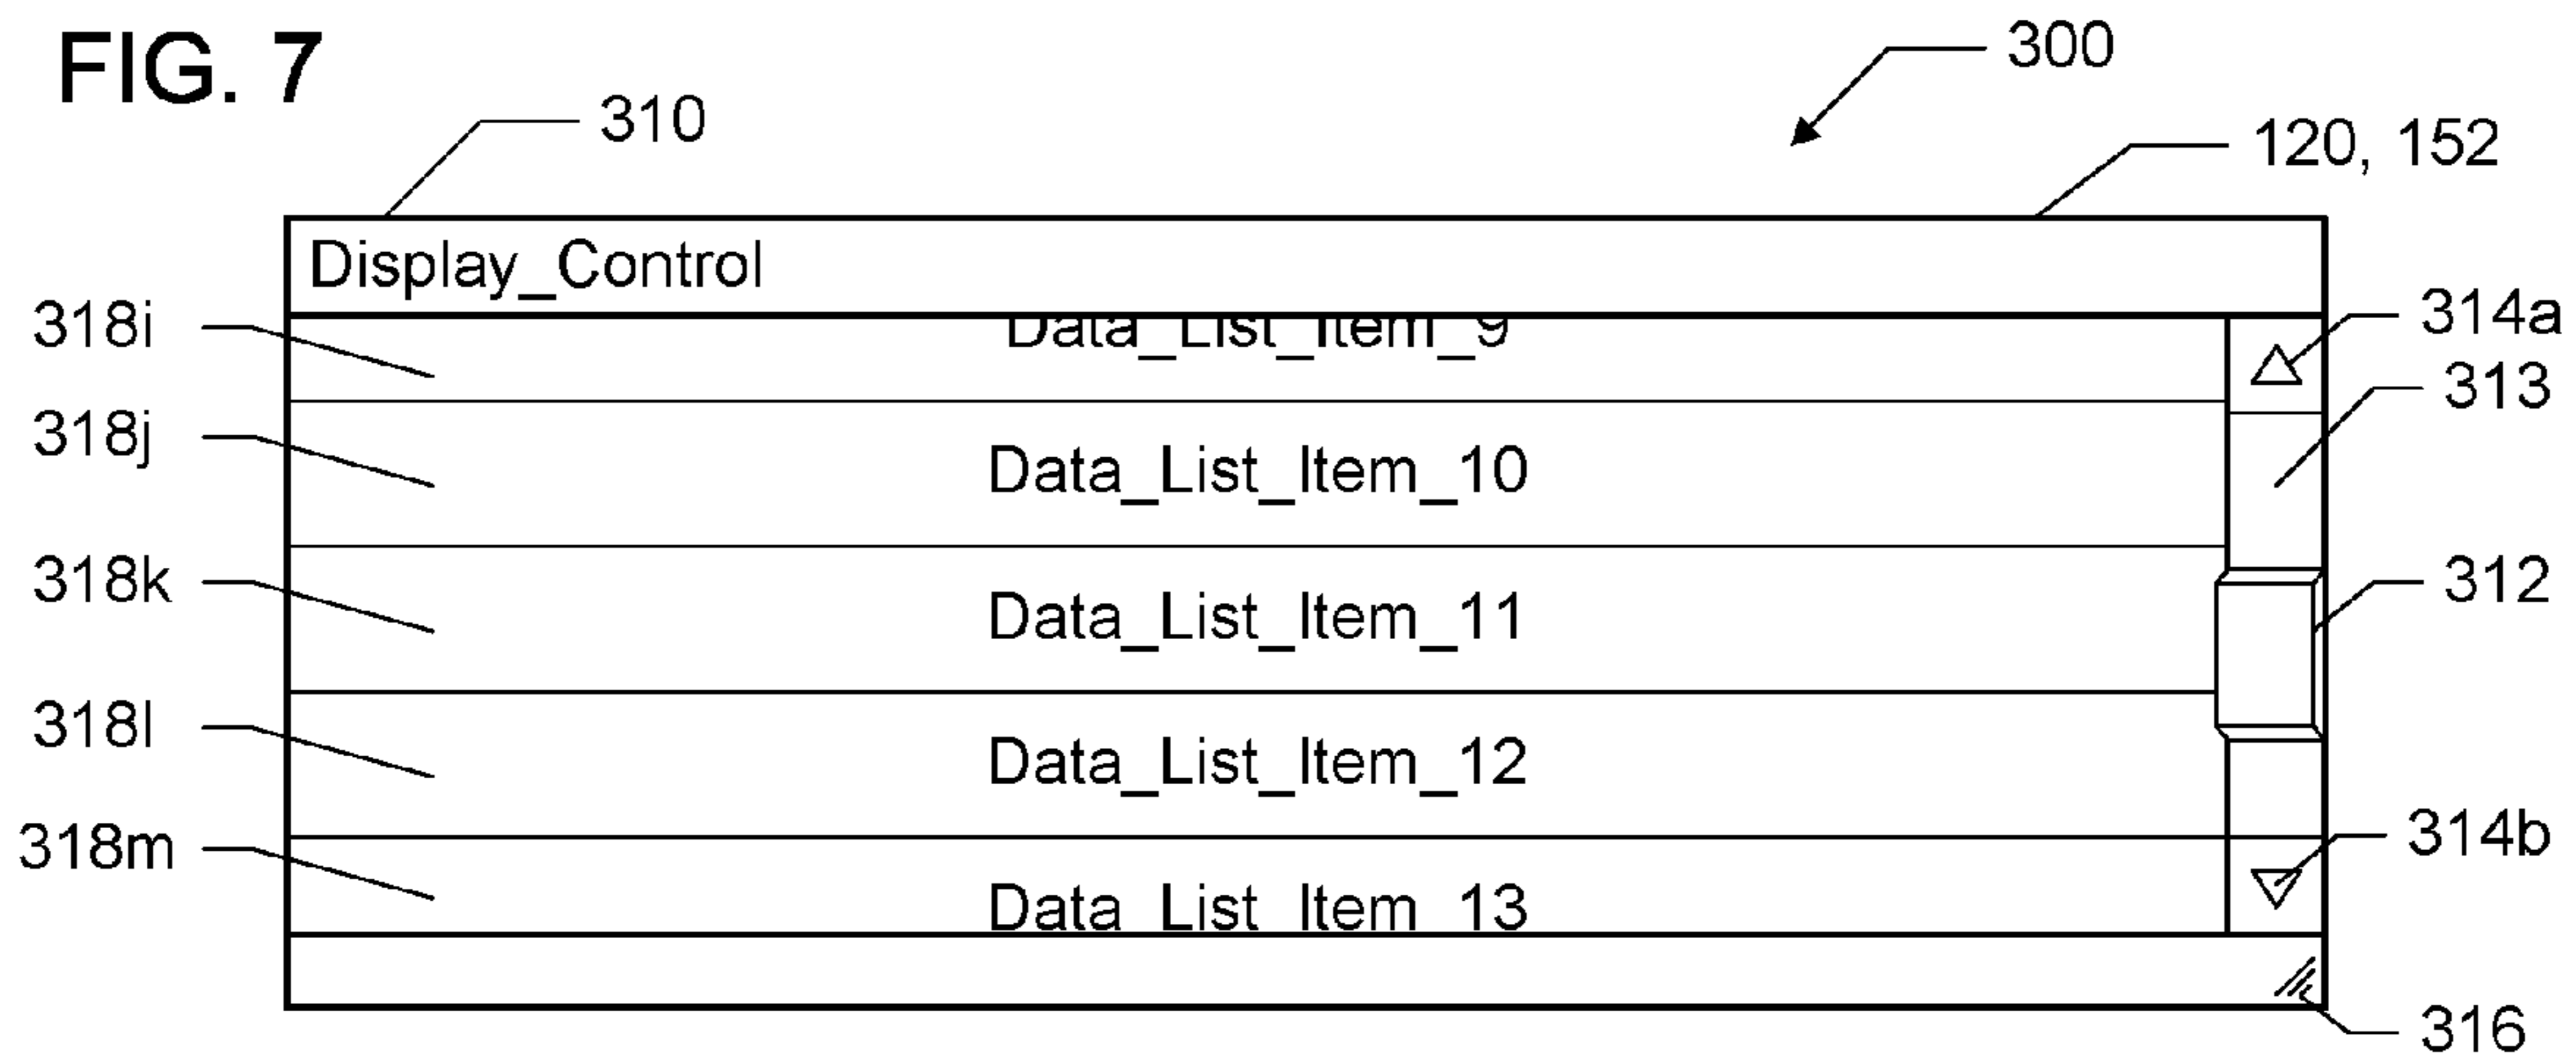 FIG. 7
300
310
120, 152
Display_Control
318i
Data_List_Item_9
314a
313
318j
Data_List_Item_10
318k
Data_List_Item_11
312
318l
Data_List_Item_12
318m
Data_List_Item_13
314b
316